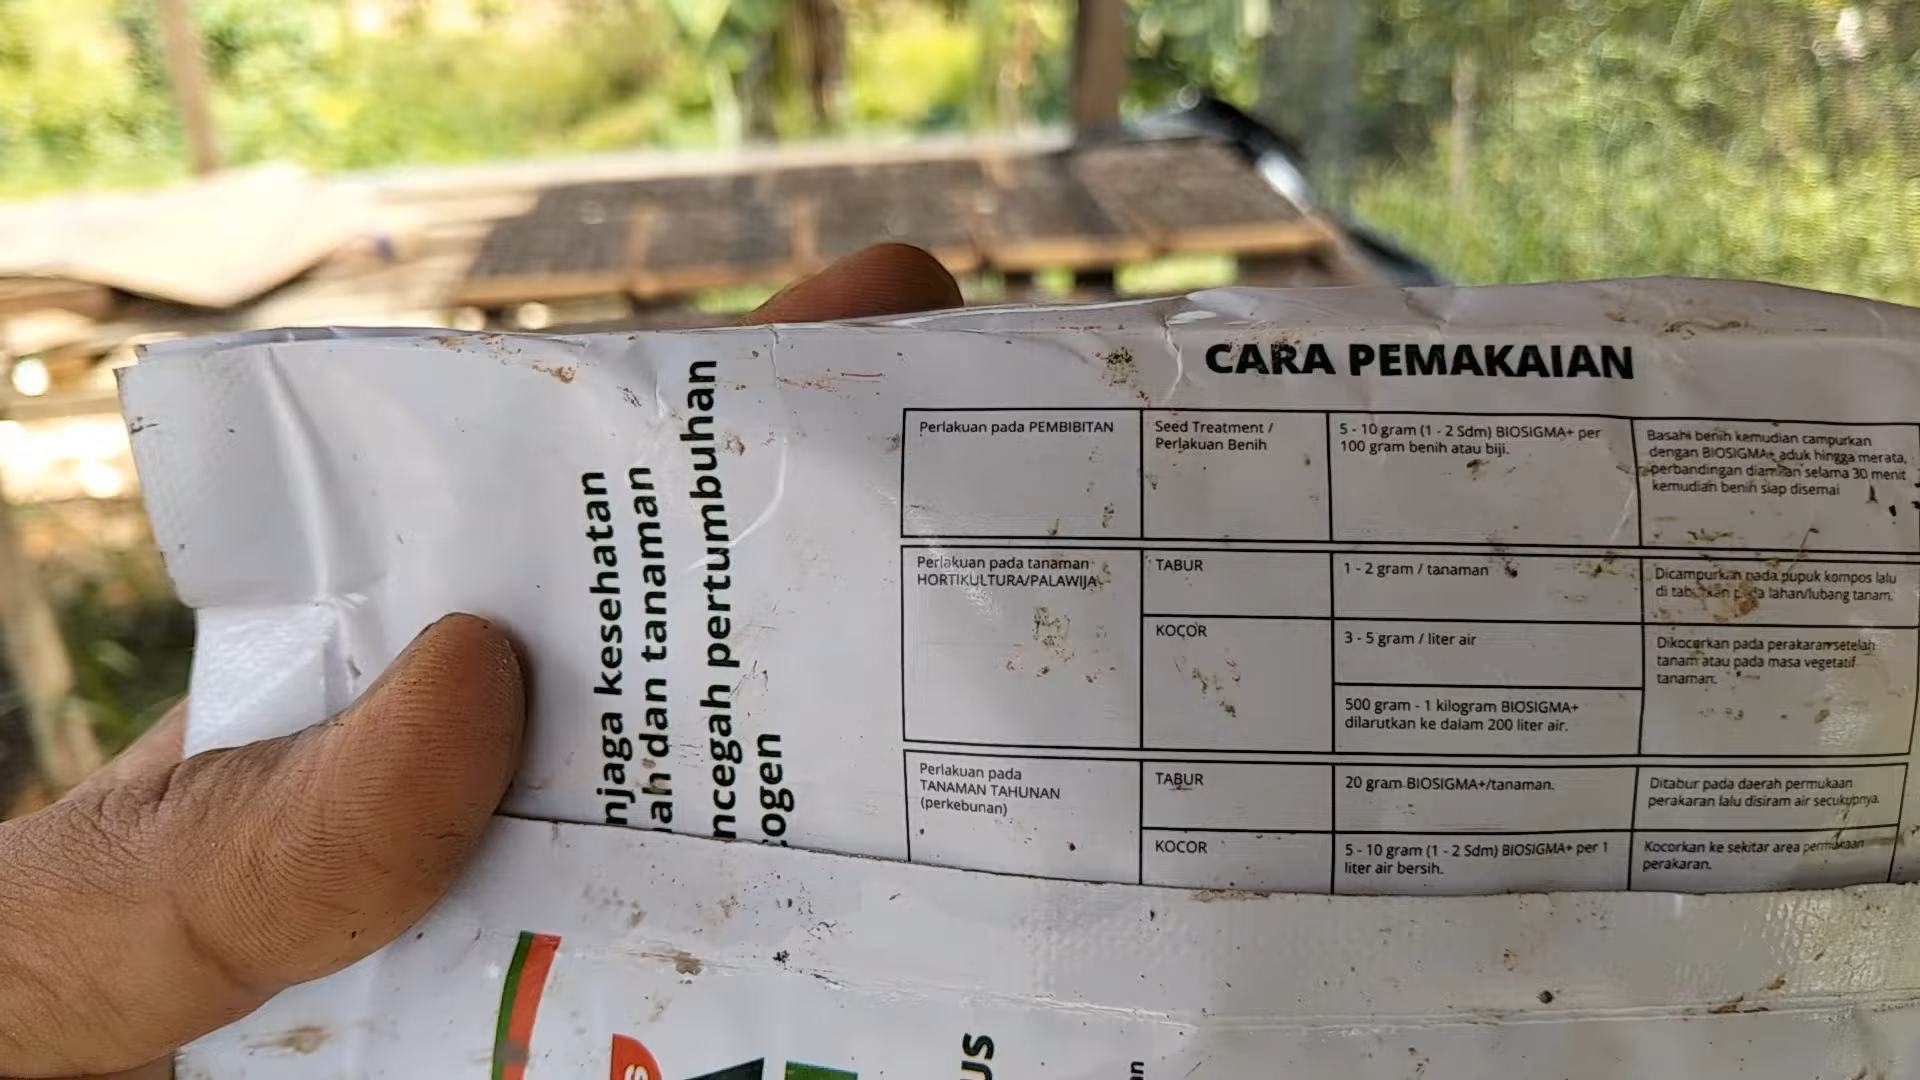 CARA PEMAKAIAN
Perlakuan pada PEMBIBITAN
Seed Treatment /
Perlakuan Benih
5 - 10 gram (1 - 2 Sdm) BIOSIGMA+ per
100 gram benih atau biji.
Basahi benih kemudian campurkan
dengan BIOSIGMA+ aduk hingga merata,
perbandingan diamkan selama 30 menit
kemudian benih siap disemai
Perlakuan pada tanaman
HORTIKULTURA/PALAWIJA
TABUR
1 - 2 gram / tanaman
Dicampurkan pada pupuk kompos lalu
di taburkan pada lahan/lubang tanam.
KOCOR
3 - 5 gram / liter air
Dikocorkan pada perakaran setelah
tanam atau pada masa vegetatif
tanaman.
500 gram - 1 kilogram BIOSIGMA+
dilarutkan ke dalam 200 liter air.
Perlakuan pada
TANAMAN TAHUNAN
(perkebunan)
TABUR
20 gram BIOSIGMA+/tanaman.
Ditabur pada daerah permukaan
perakaran lalu disiram air secukupnya.
KOCOR
5 - 10 gram (1 - 2 Sdm) BIOSIGMA+ per 1
liter air bersih.
Kocorkan ke sekitar area permukaan
perakaran.
njaga kesehatan
ah dan tanaman
ncegah pertumbuhan
ogen
US